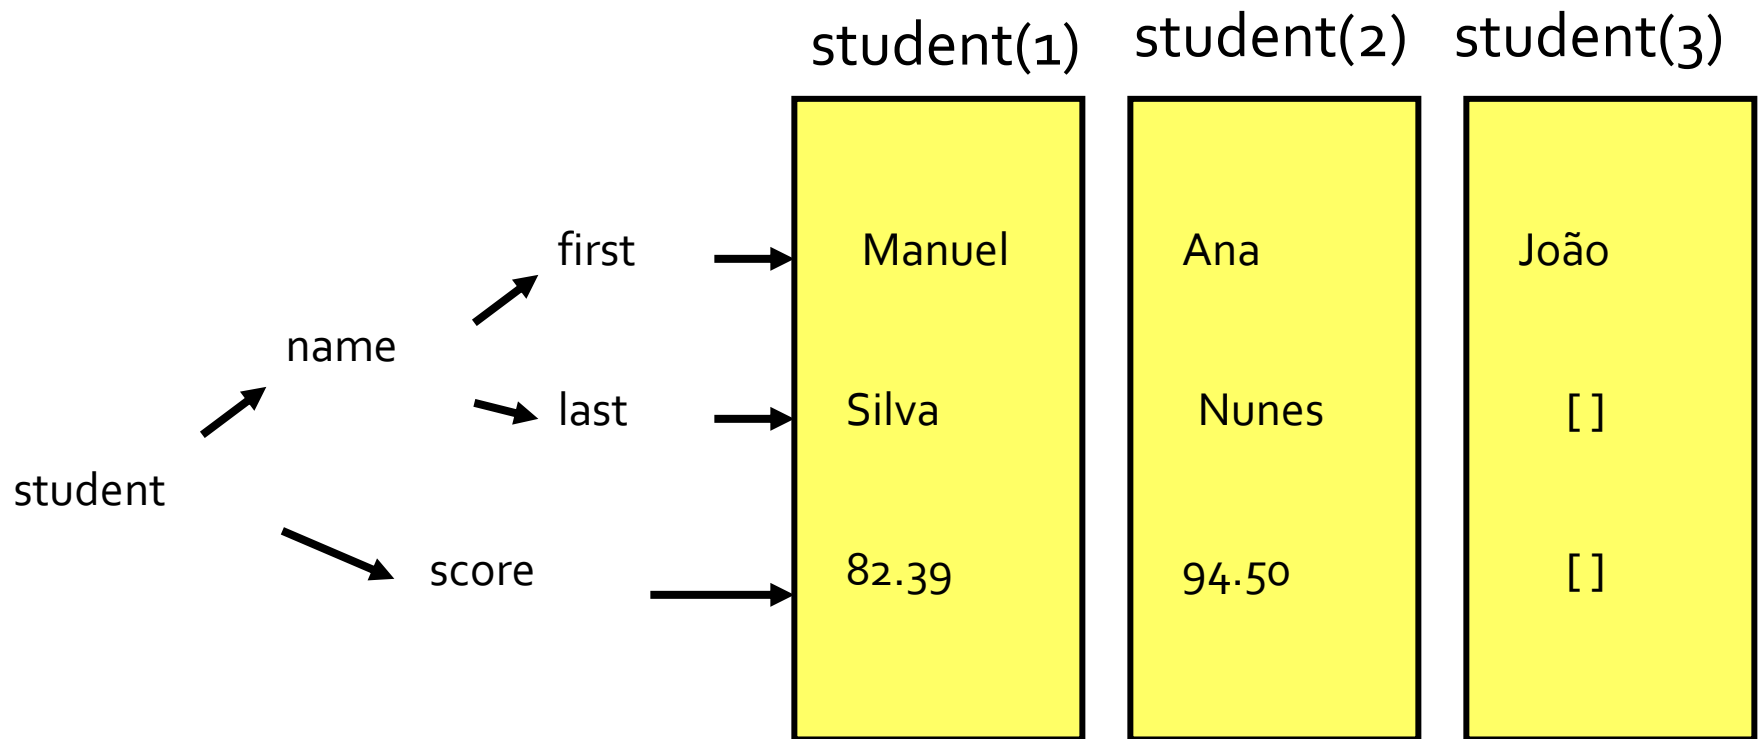 student(1) student(2) student(3)
first Manuel Ana João
name
last Silva Nunes [ ]
student
score 82.39 94.50 [ ]